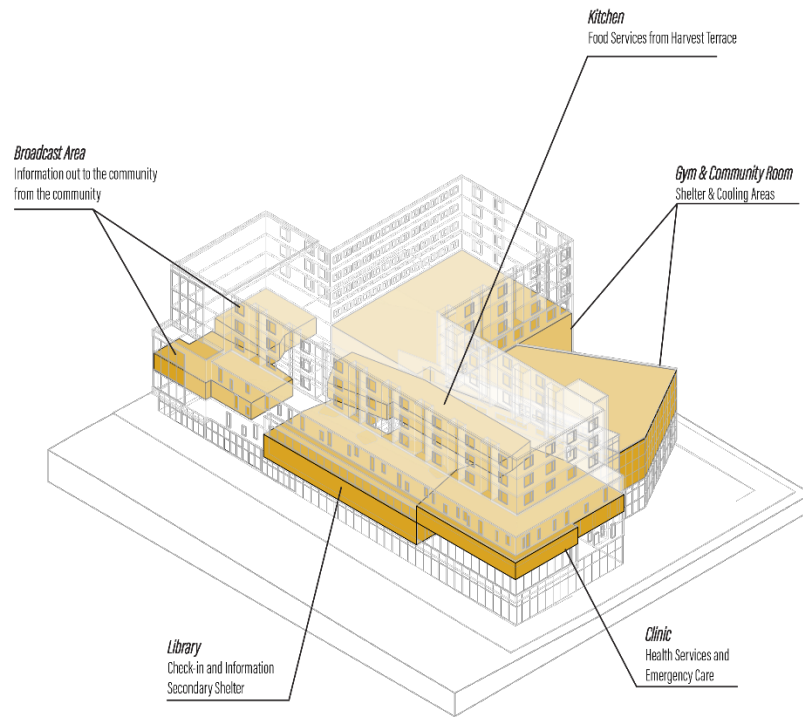 Kitchen
Food Services from Harvest Terrace
Broadcast Area
Information out to the community
from the community
Gym & Community Room
Shelter & Cooling Areas
Library
Check-in and Information
Secondary Shelter
Clinic
Health Services and
Emergency Care